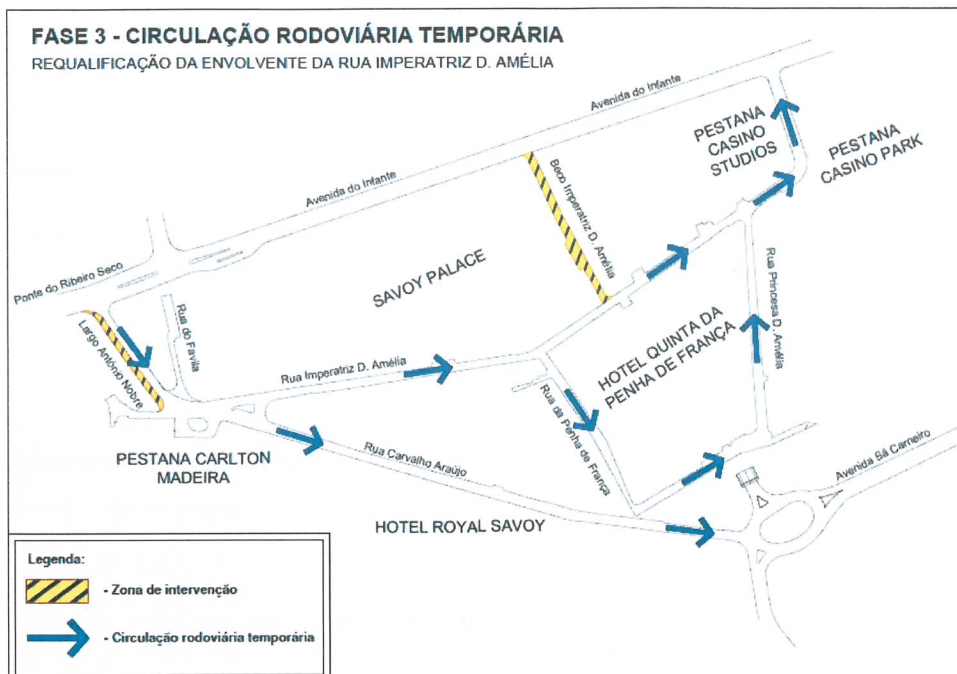 FASE 3 - CIRCULAÇÃO RODOVIÁRIA TEMPORÁRIA
REQUALIFICAÇÃO DA ENVOLVENTE DA RUA IMPERATRIZ D. AMÉLIA
Avenida do Infante
PESTANA
CASINO
STUDIOS
PESTANA
CASINO PARK
Avenida do Infante
Beco Imperatriz D. Amélia
Ponte do Ribeiro Seco
SAVOY PALACE
Largo António Nobre
Rua do Favila
Rua Imperatriz D. Amélia
HOTEL QUINTA DA
PENHA DE FRANÇA
Rua Princesa D. Amélia
Rua da Penha de França
PESTANA CARLTON
MADEIRA
Rua Carvalho Araújo
Avenida Sá Carneiro
HOTEL ROYAL SAVOY
Legenda:
- Zona de intervenção
- Circulação rodoviária temporária